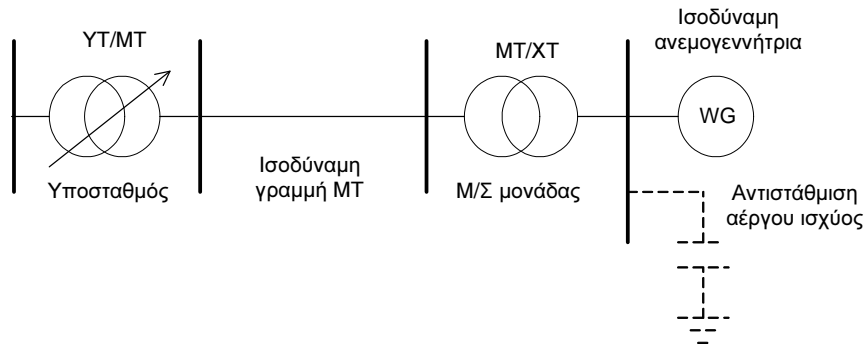 ΥΤ/ΜΤ
ΜΤ/ΧΤ
Ισοδύναμη
ανεμογεννήτρια
WG
Υποσταθμός
Ισοδύναμη
γραμμή ΜΤ
Μ/Σ μονάδας
Αντιστάθμιση
αέργου ισχύος